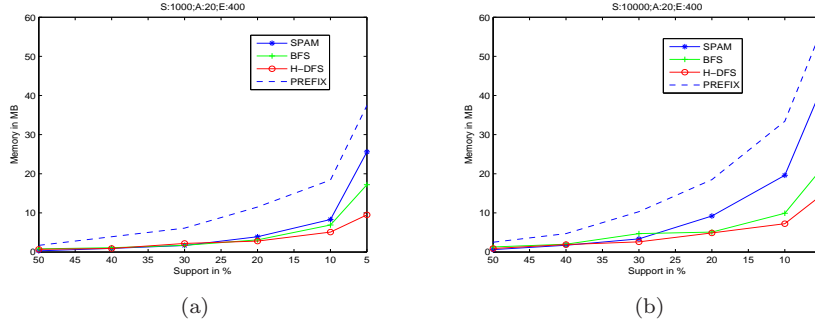 S:1000;A:20;E:400
60
50
40
30
20
10
0
Memory in MB
SPAM
BFS
H-DFS
PREFIX
50 45 40 35 30 25 20 15 10 5
Support in %
(a)
S:10000;A:20;E:400
60
50
40
30
20
10
0
Memory in MB
SPAM
BFS
H-DFS
PREFIX
50 45 40 35 30 25 20 15 10
Support in %
(b)